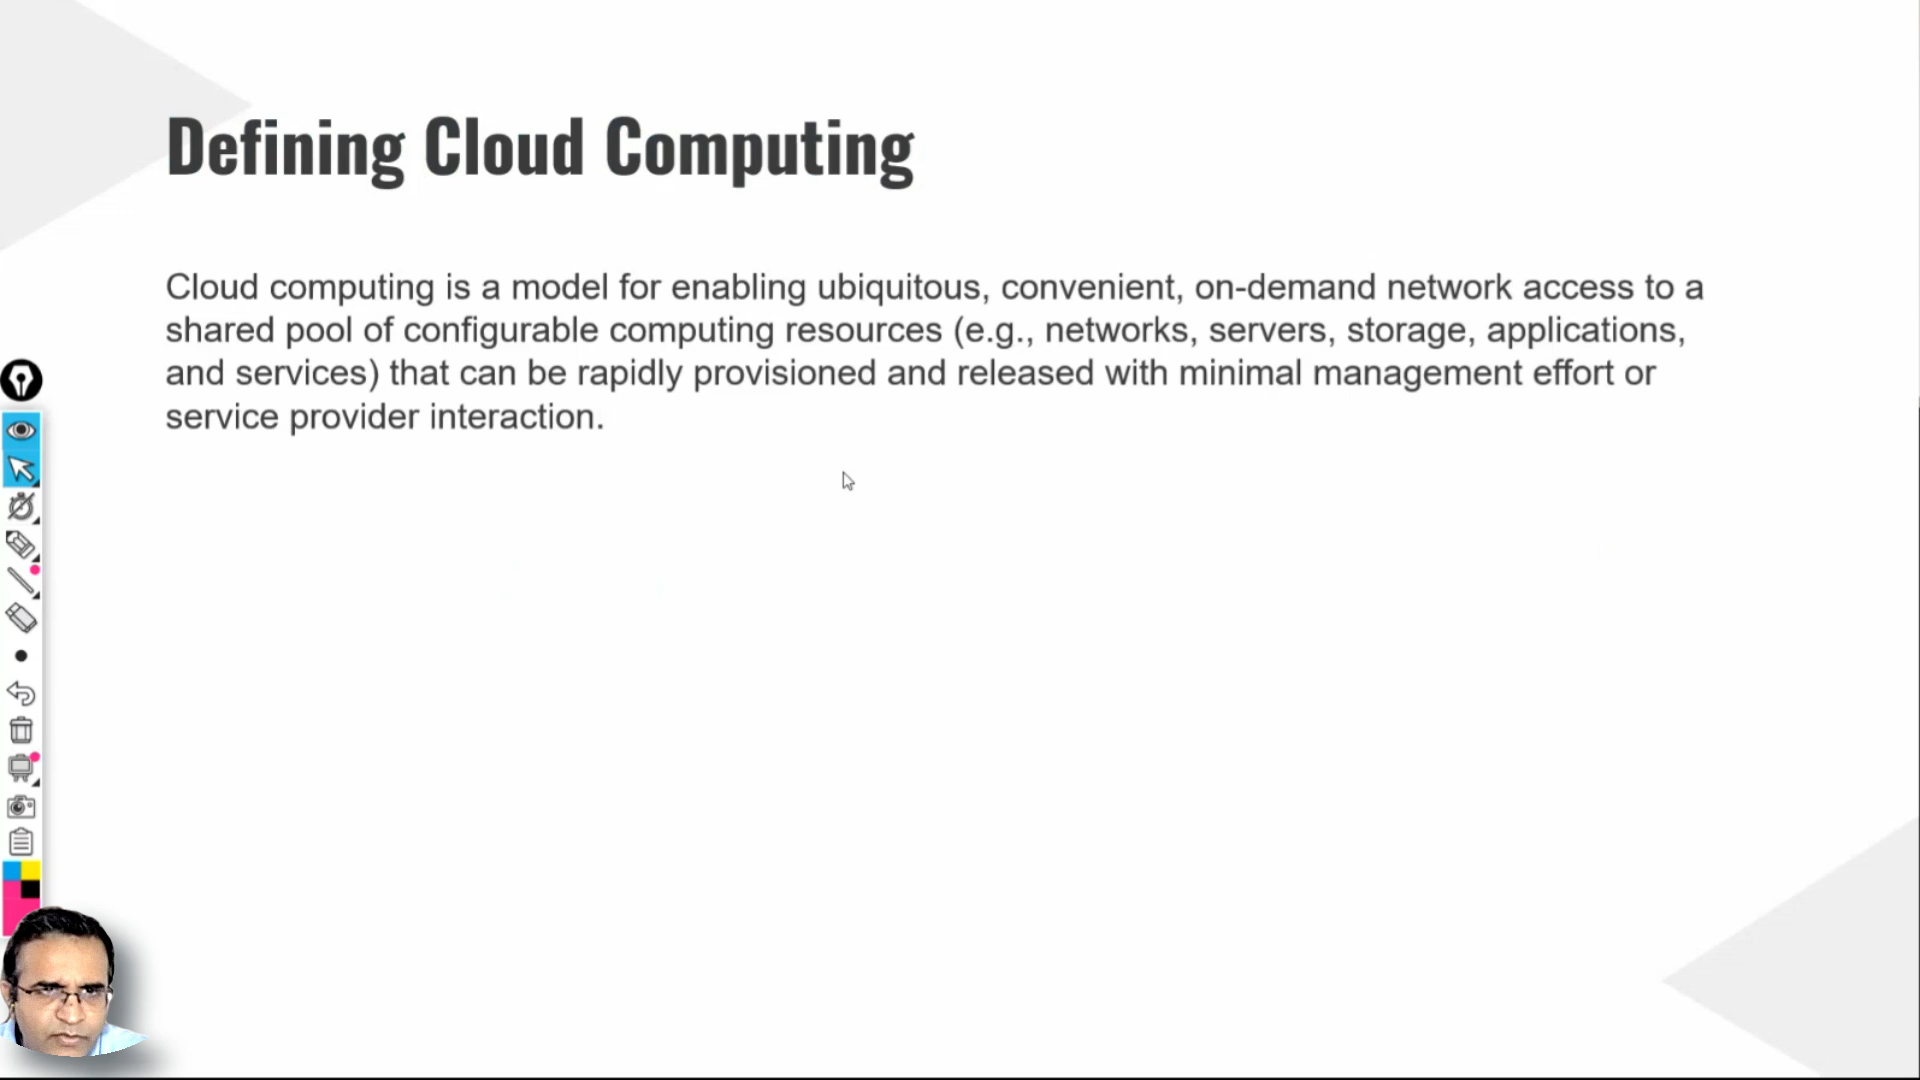 Defining Cloud Computing
Cloud computing is a model for enabling ubiquitous, convenient, on-demand network access to a
shared pool of configurable computing resources (e.g., networks, servers, storage, applications,
and services) that can be rapidly provisioned and released with minimal management effort or
service provider interaction.